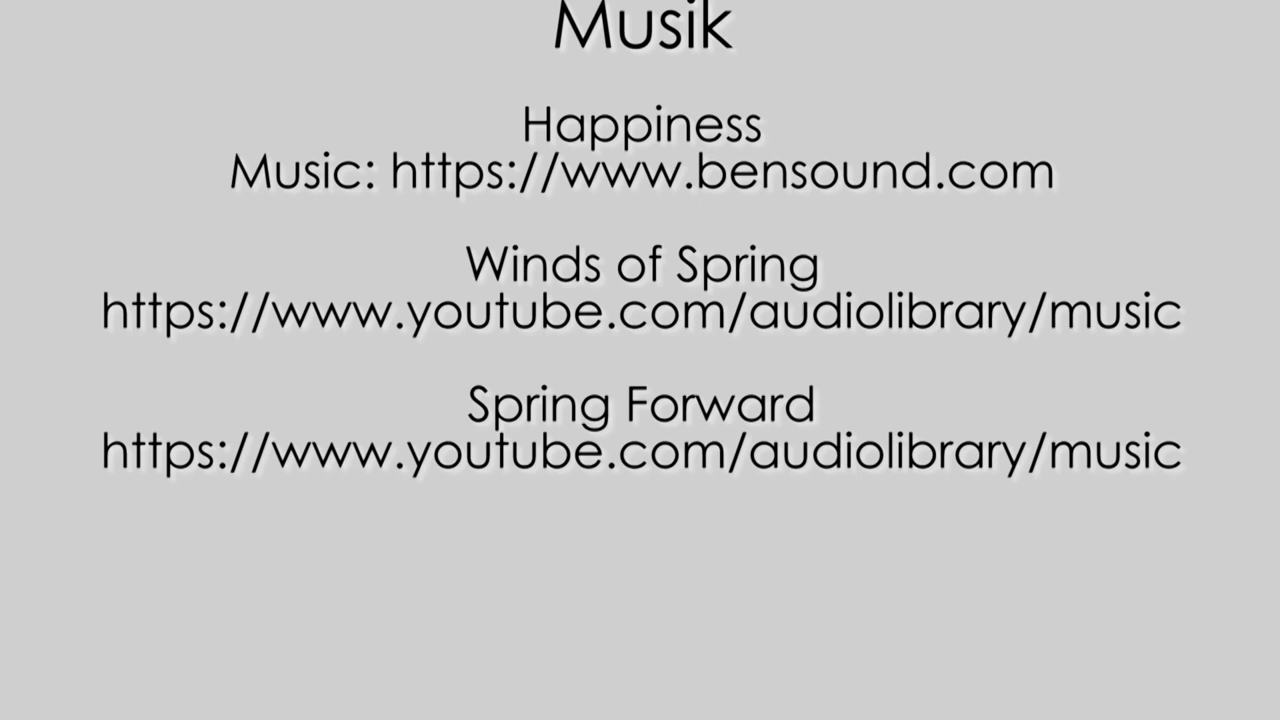 Musik
Happiness
Music: https://www.bensound.com
Winds of Spring
https://www.youtube.com/audiolibrary/music
Spring Forward
https://www.youtube.com/audiolibrary/music